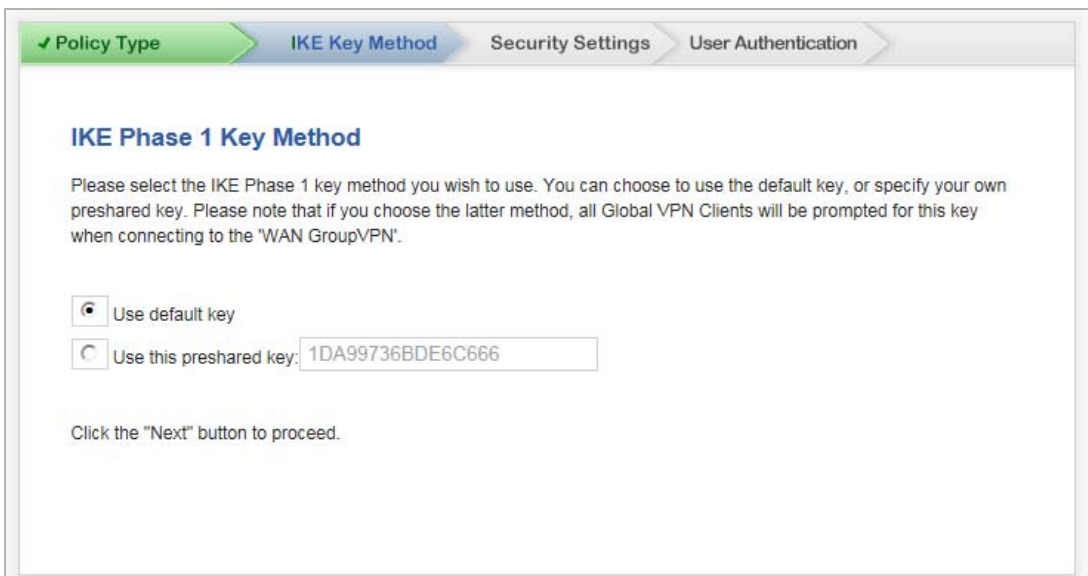 Policy Type
IKE Key Method
Security Settings
User Authentication
IKE Phase 1 Key Method
Please select the IKE Phase 1 key method you wish to use. You can choose to use the default key, or specify your own
preshared key. Please note that if you choose the latter method, all Global VPN Clients will be prompted for this key
when connecting to the 'WAN GroupVPN'.
Use default key
Use this preshared key: 1DA99736BDE6C666
Click the "Next" button to proceed.